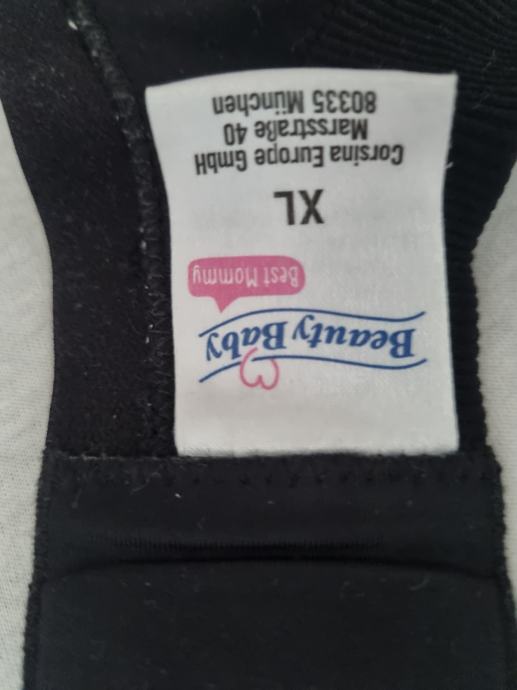 Beauty Baby
Best Mommy
XL
Corsina Europe GmbH
Marsstraße 40
80335 München